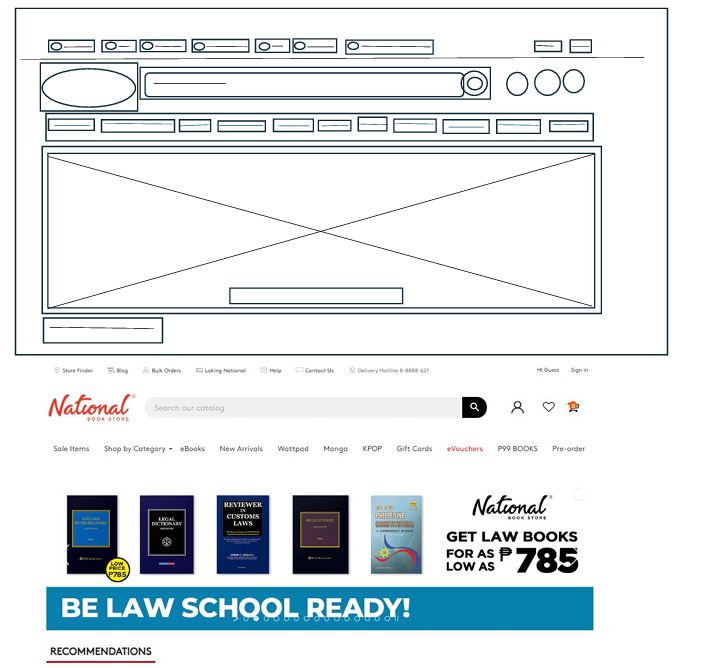 Store Finder Blog Bulk Orders Laking National Help Contact Us Delivery Hotline 8-8888-627 Hi Guest Sign in
National
BOOK STORE
Search our catalog
Sale Items Shop by Category eBooks New Arrivals Wattpad Manga KPOP Gift Cards eVouchers P99 BOOKS Pre-order
LEGAL
DICTIONARY
REVIEWER
IN
CUSTOMS
LAWS
PHILIPPINE
CONSTITUTION
LOW
PRICE
₱785
National
BOOK STORE
GET LAW BOOKS
FOR AS
LOW AS ₱785
BE LAW SCHOOL READY!
RECOMMENDATIONS